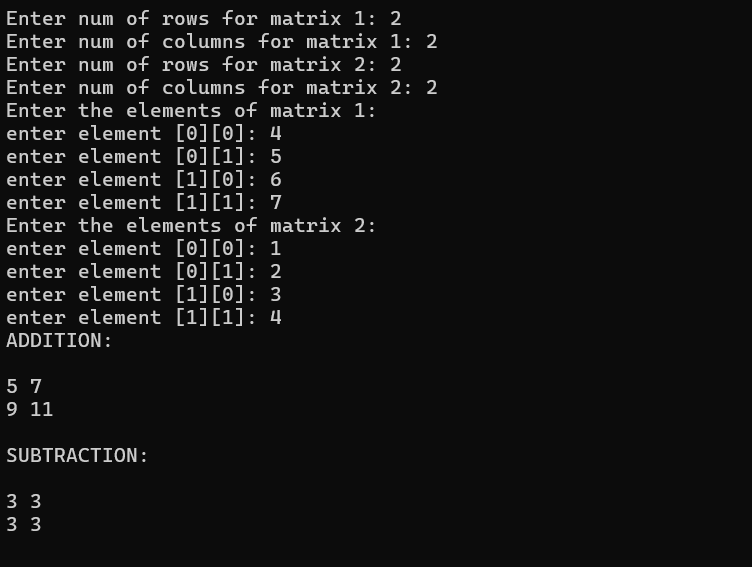 Enter num of rows for matrix 1: 2
Enter num of columns for matrix 1: 2
Enter num of rows for matrix 2: 2
Enter num of columns for matrix 2: 2
Enter the elements of matrix 1:
enter element [0][0]: 4
enter element [0][1]: 5
enter element [1][0]: 6
enter element [1][1]: 7
Enter the elements of matrix 2:
enter element [0][0]: 1
enter element [0][1]: 2
enter element [1][0]: 3
enter element [1][1]: 4
ADDITION:
5 7
9 11
SUBTRACTION:
3 3
3 3